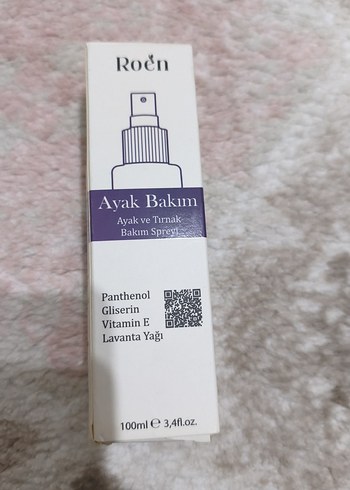 Roen
Ayak Bakım
Ayak ve Tırnak
Bakım Spreyi
Panthenol
Gliserin
Vitamin E
Lavanta Yağı
100ml ℮ 3,4fl.oz.